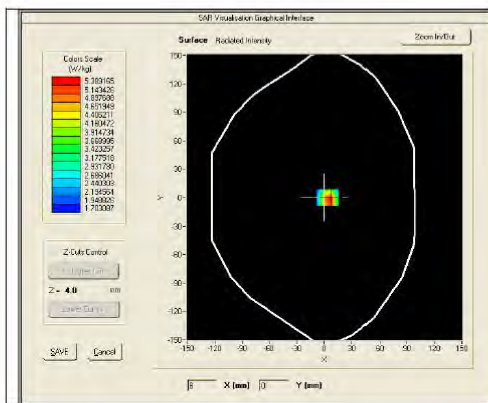 SAR Visualisation Graphical Interface
Surface Radiated Intensity
Zoom In/Out
Colors Scale
(W/kg)
5.389165
5.143426
4.897688
4.651949
4.406211
4.160472
3.914734
3.668995
3.423257
3.177518
2.931780
2.686041
2.440303
2.194564
1.948826
1.703087
150
120
90
60
30
0
-30
-60
-90
-120
-150
Y
-150 -120 -90 -60 -30 0 30 60 90 120 150
X
Z-Cuts Control
Z = 4.0 mm
SAVE
Cancel
8 X (mm) 0 Y (mm)